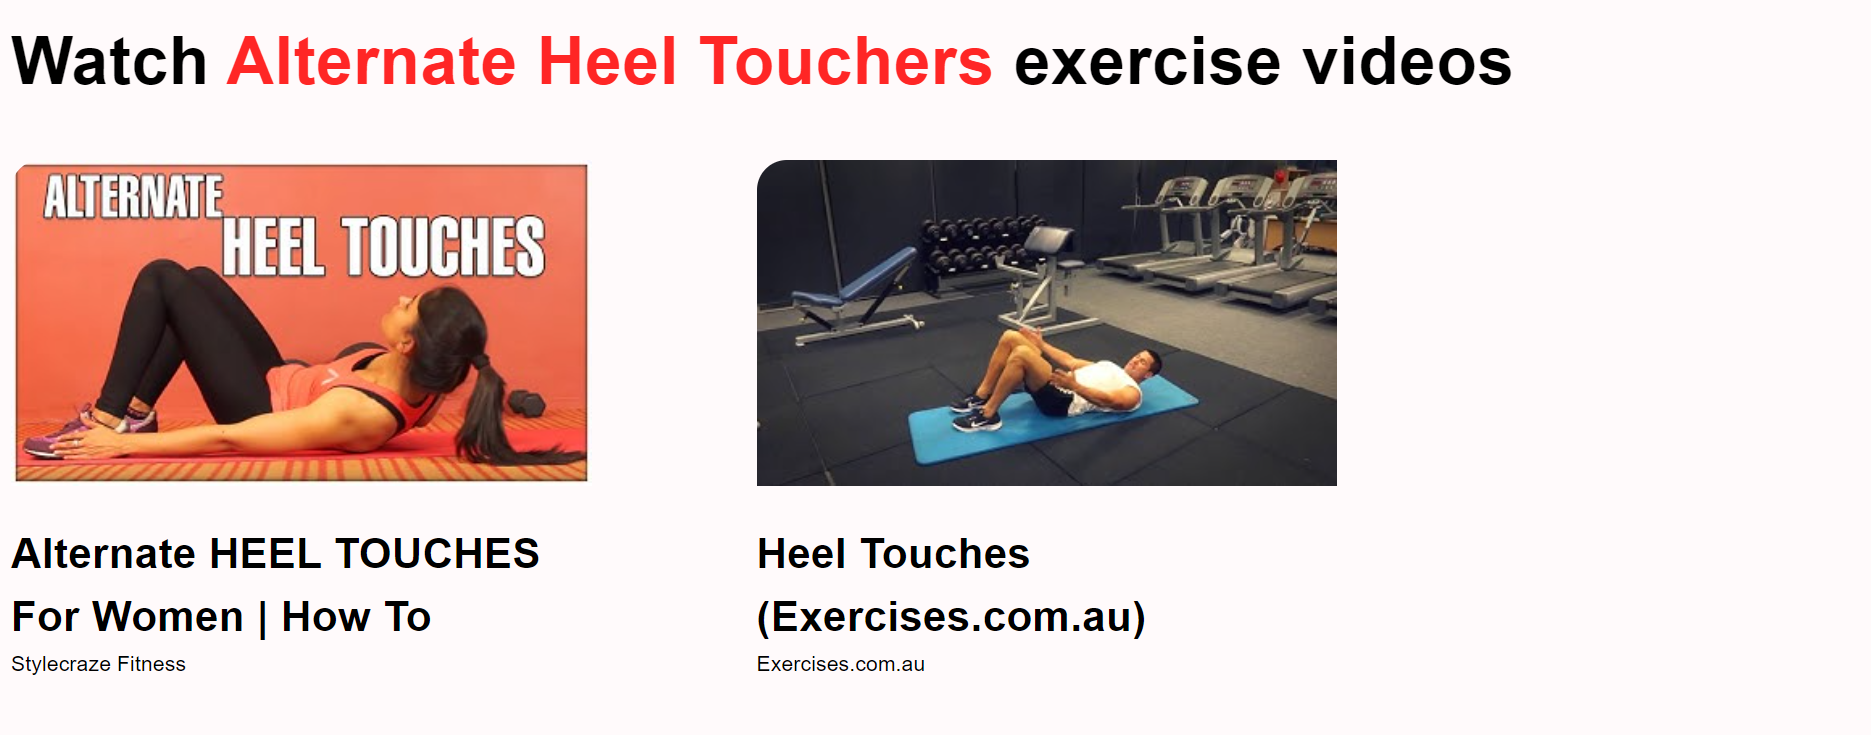 Watch Alternate Heel Touchers exercise videos
ALTERNATE
HEEL TOUCHES
Alternate HEEL TOUCHES
For Women | How To
Stylecraze Fitness
Heel Touches
(Exercises.com.au)
Exercises.com.au